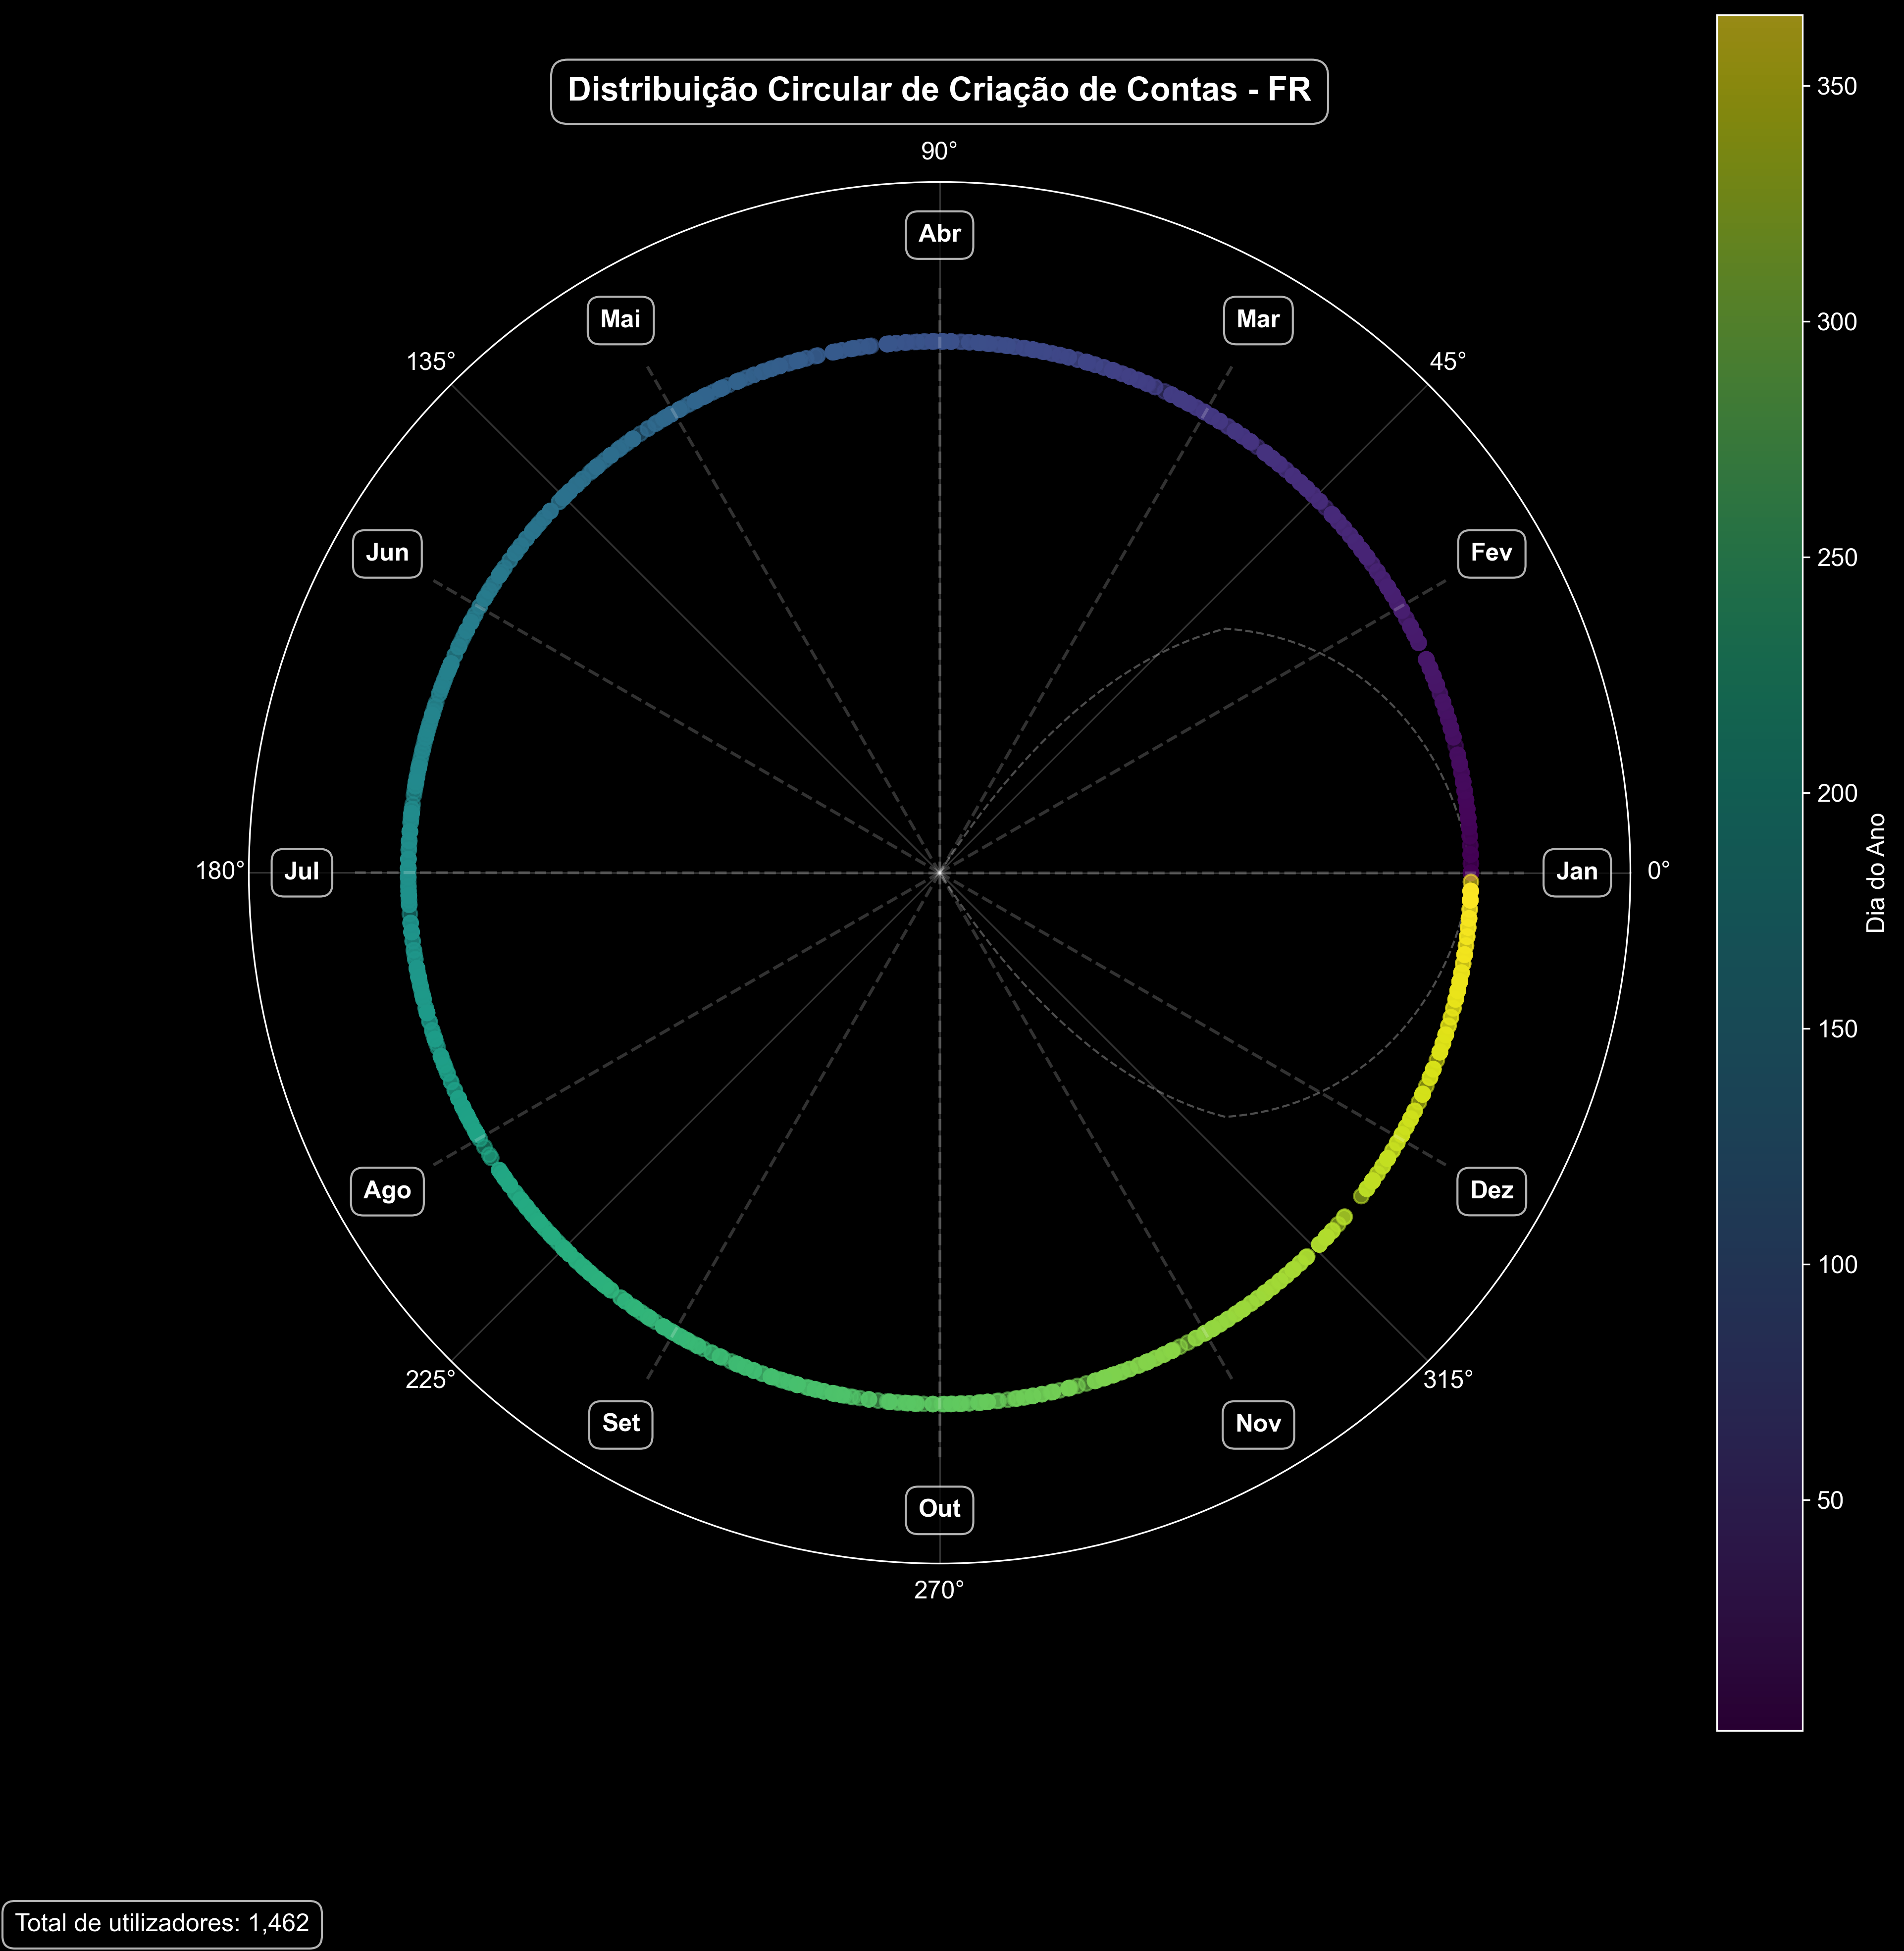 Distribuição Circular de Criação de Contas - FR
90°
Abr
Mai
Mar
135°
45°
Jun
Fev
180°
Jul
Jan
0°
Ago
Dez
225°
315°
Set
Nov
Out
270°
350
300
250
200
150
100
50
Dia do Ano
Total de utilizadores: 1,462